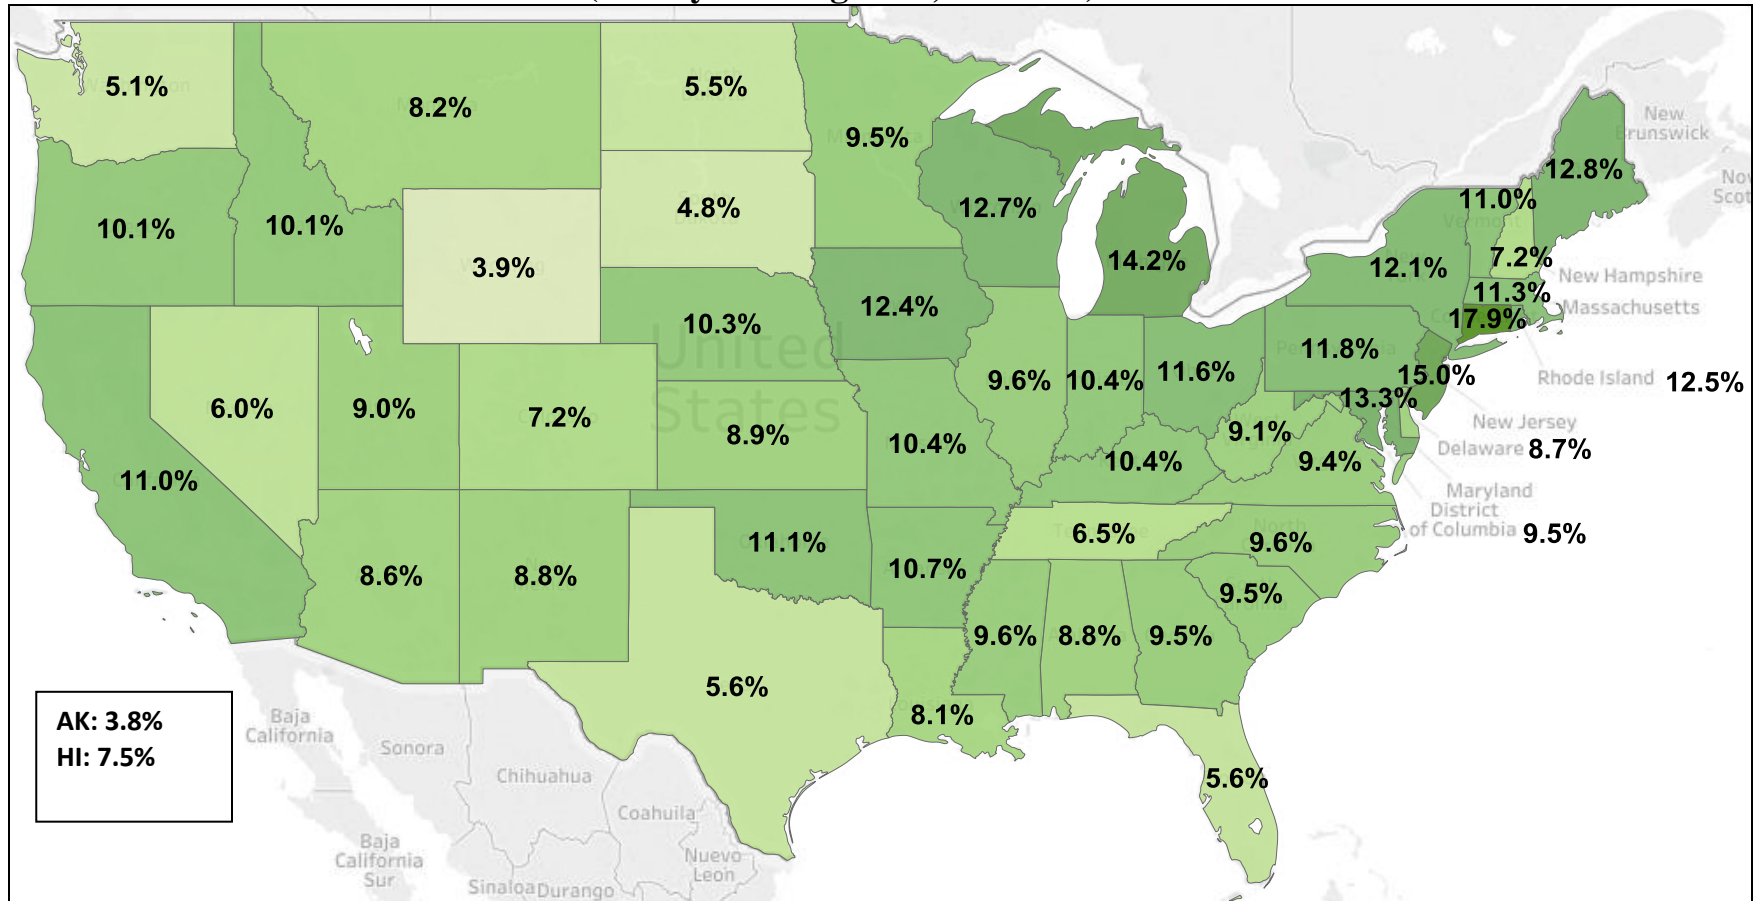 5.1%
8.2%
5.5%
9.5%
12.8%
New
Brunswick
10.1%
10.1%
3.9%
4.8%
12.7%
14.2%
11.0%
Vermont
7.2%
12.1%
New Hampshire
11.3%
Massachusetts
17.9%
12.4%
10.3%
United
States
11.8%
15.0%
Rhode Island 12.5%
13.3%
6.0%
9.0%
7.2%
8.9%
9.6%
10.4%
11.6%
New Jersey
Delaware 8.7%
10.4%
10.4%
West
9.1%
9.4%
11.0%
Maryland
District
of Columbia 9.5%
11.1%
10.7%
6.5%
North
9.6%
8.6%
8.8%
9.5%
9.6%
8.8%
9.5%
5.6%
8.1%
5.6%
AK: 3.8%
HI: 7.5%
Baja
California
Sonora
Chihuahua
Coahuila
Baja
California
Sur
Nuevo
Leon
Sinaloa
Durango